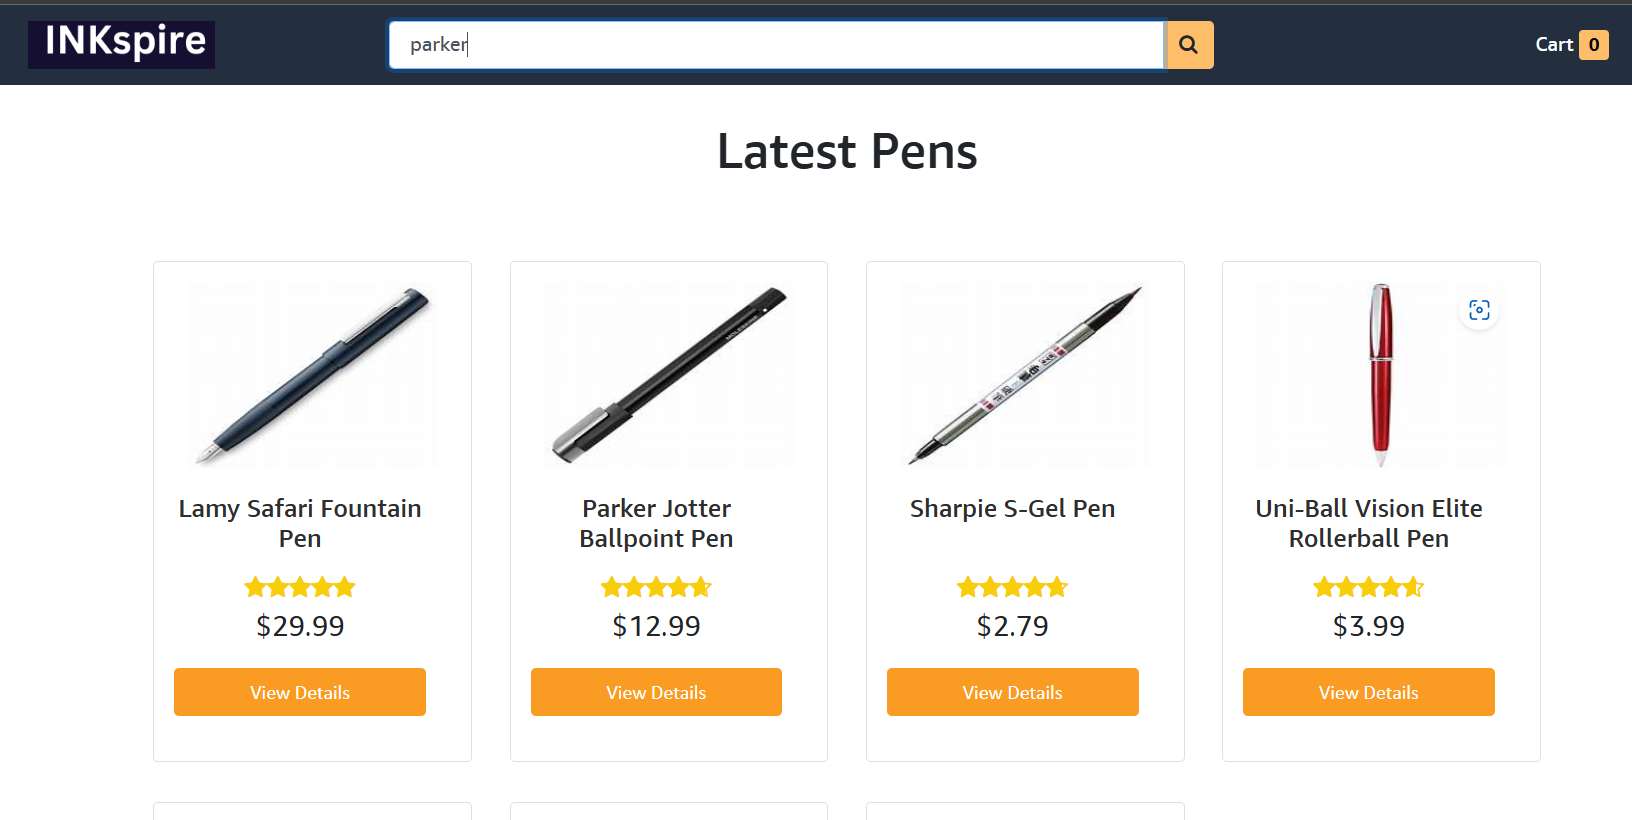 INKspire
parker
Cart 0
Latest Pens
Lamy Safari Fountain
Pen
$29.99
View Details
Parker Jotter
Ballpoint Pen
$12.99
View Details
Sharpie S-Gel Pen
$2.79
View Details
Uni-Ball Vision Elite
Rollerball Pen
$3.99
View Details